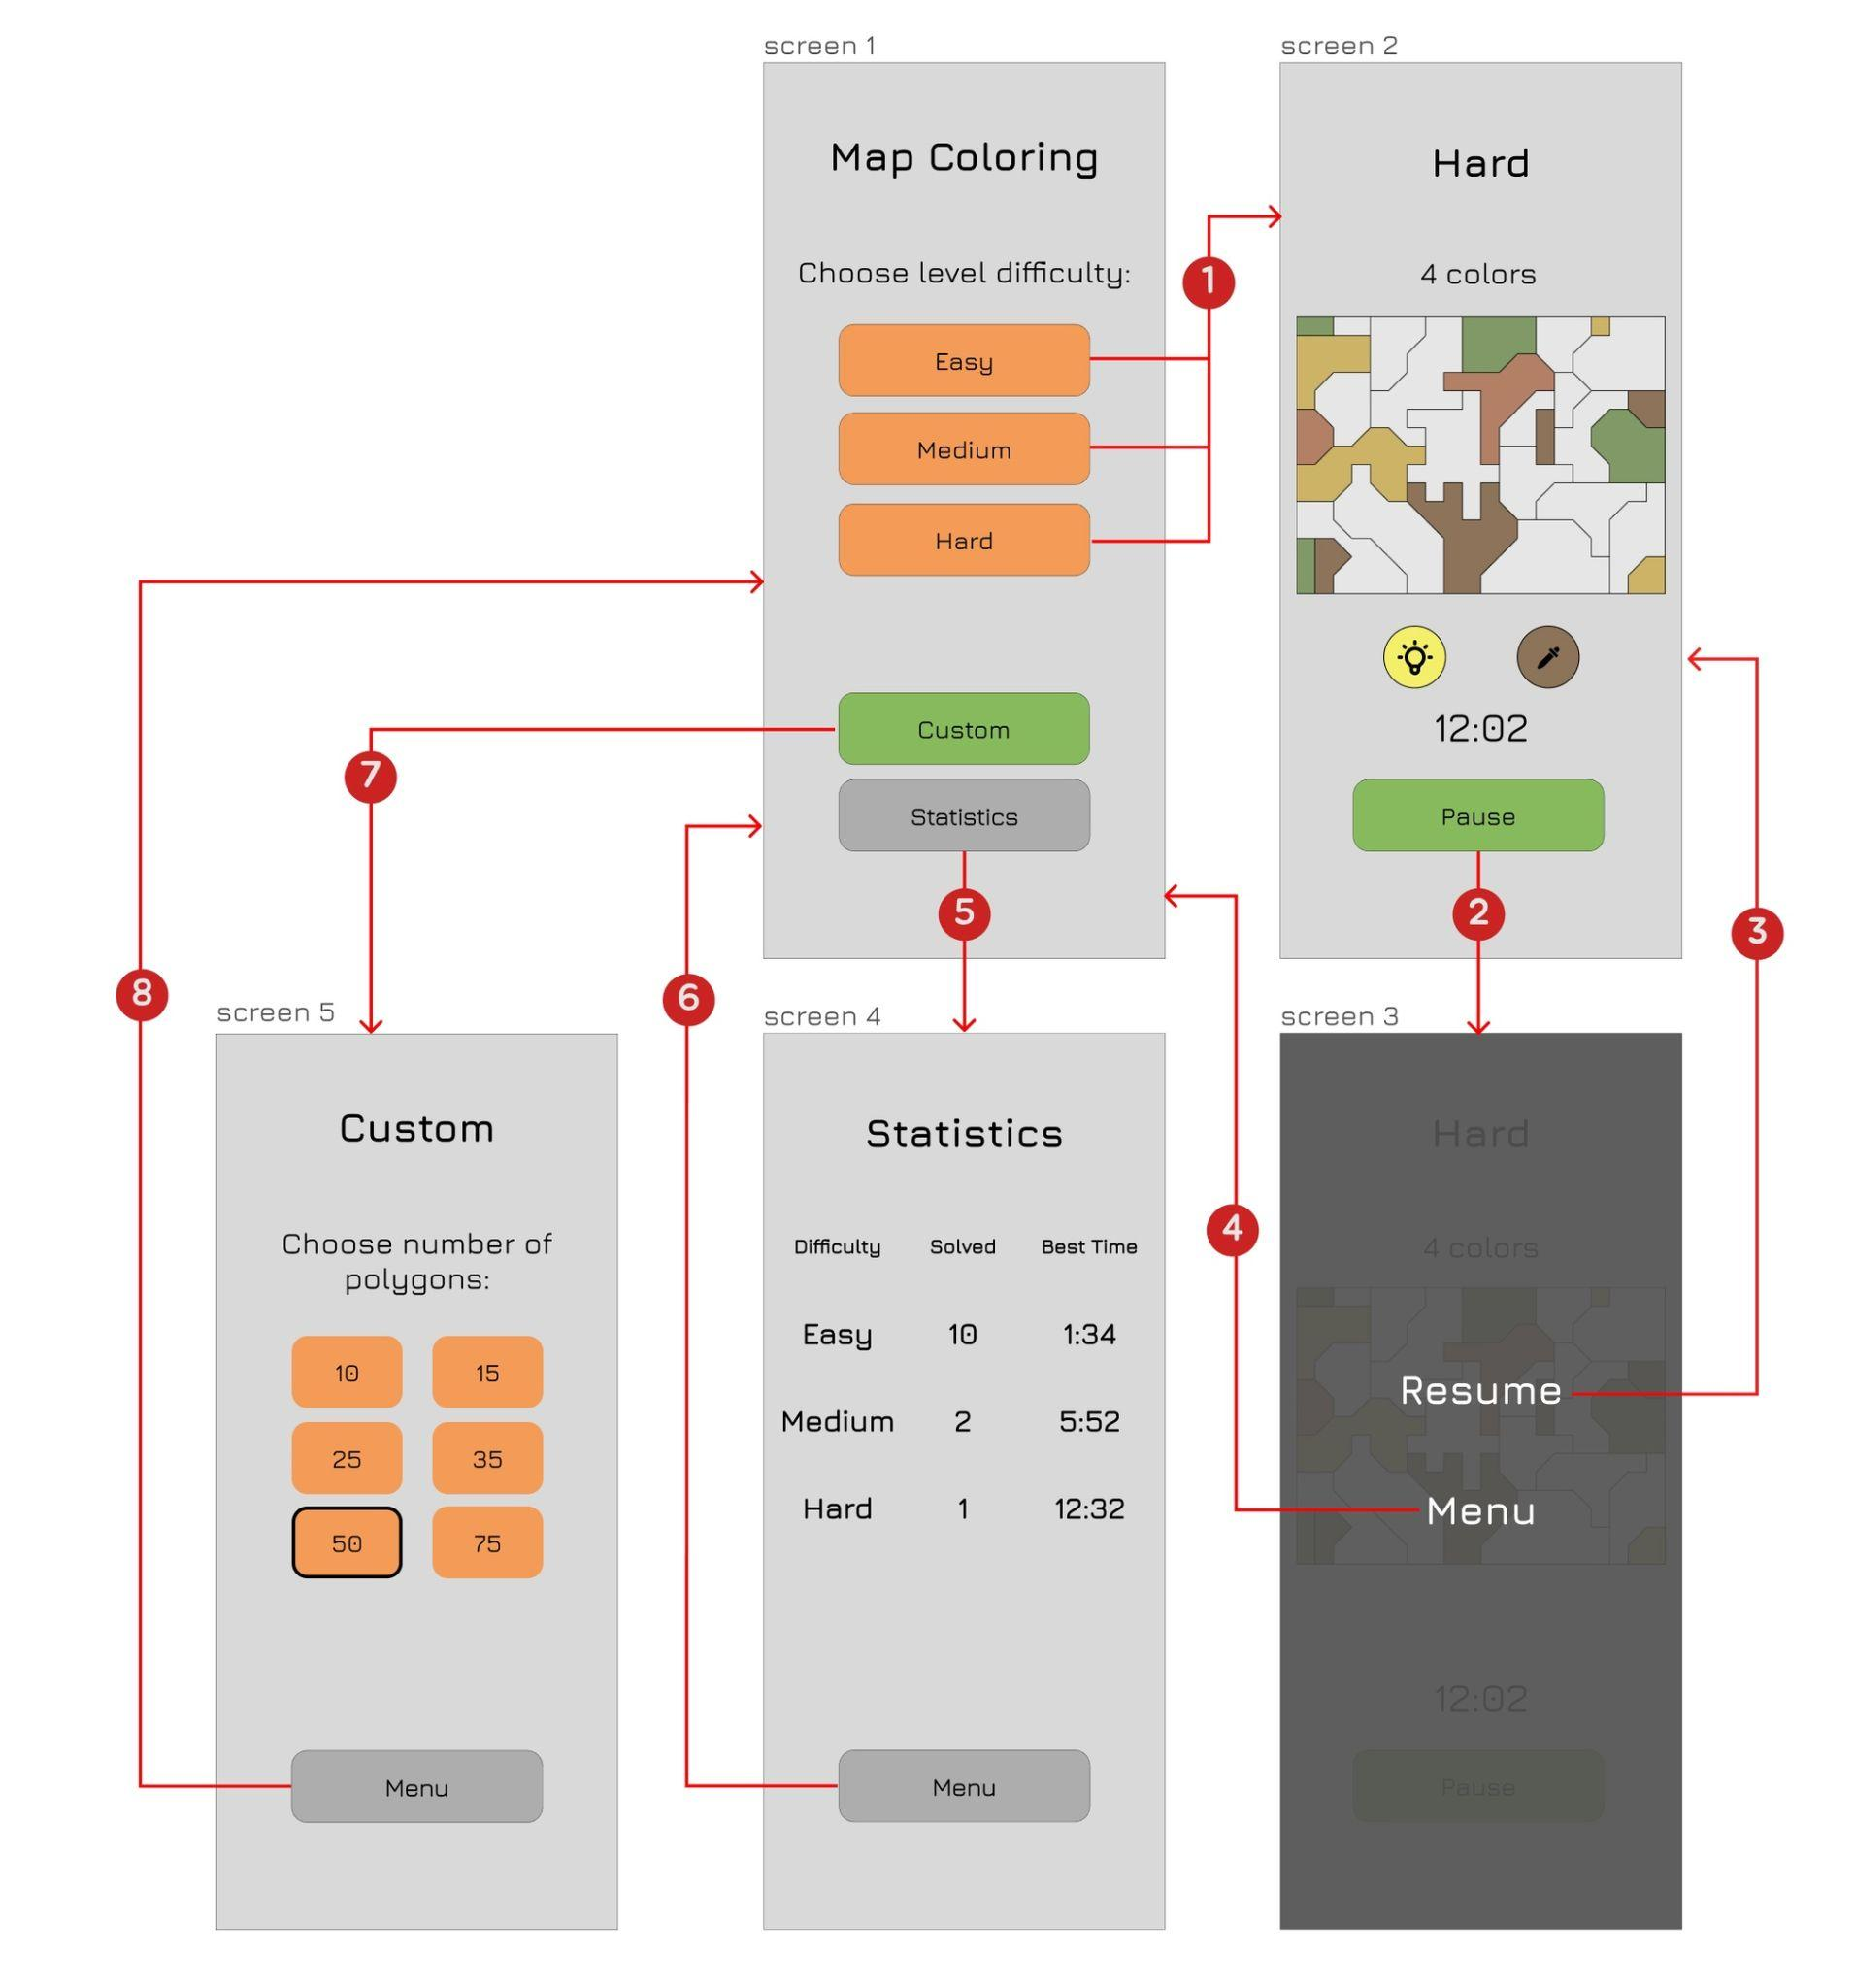 screen 1
Map Coloring
Choose level difficulty:
Easy
Medium
Hard
Custom
Statistics
screen 2
Hard
4 colors
12:02
Pause
1
2
3
4
5
6
7
8
screen 5
Custom
Choose number of
polygons:
10 15
25 35
50 75
Menu
screen 4
Statistics
Difficulty Solved Best Time
Easy 10 1:34
Medium 2 5:52
Hard 1 12:32
Menu
screen 3
Hard
4 colors
Resume
Menu
12:02
Pause